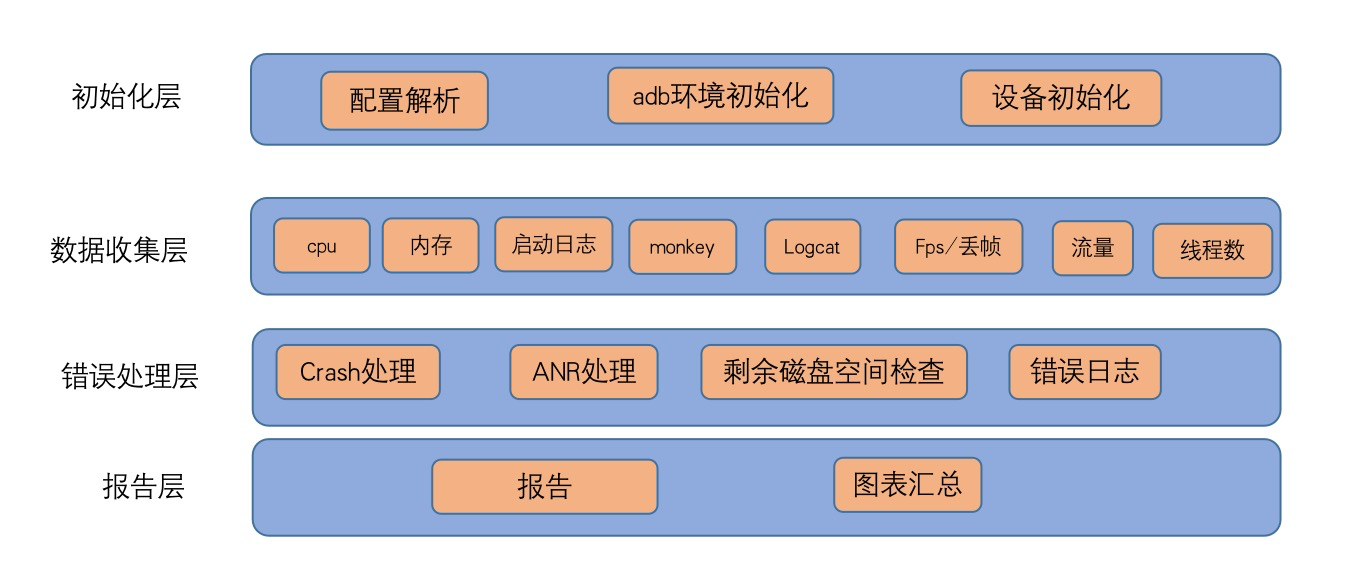 初始化层
配置解析
adb环境初始化
设备初始化
数据收集层
cpu
内存
启动日志
monkey
Logcat
Fps/丢帧
流量
线程数
错误处理层
Crash处理
ANR处理
剩余磁盘空间检查
错误日志
报告层
报告
图表汇总